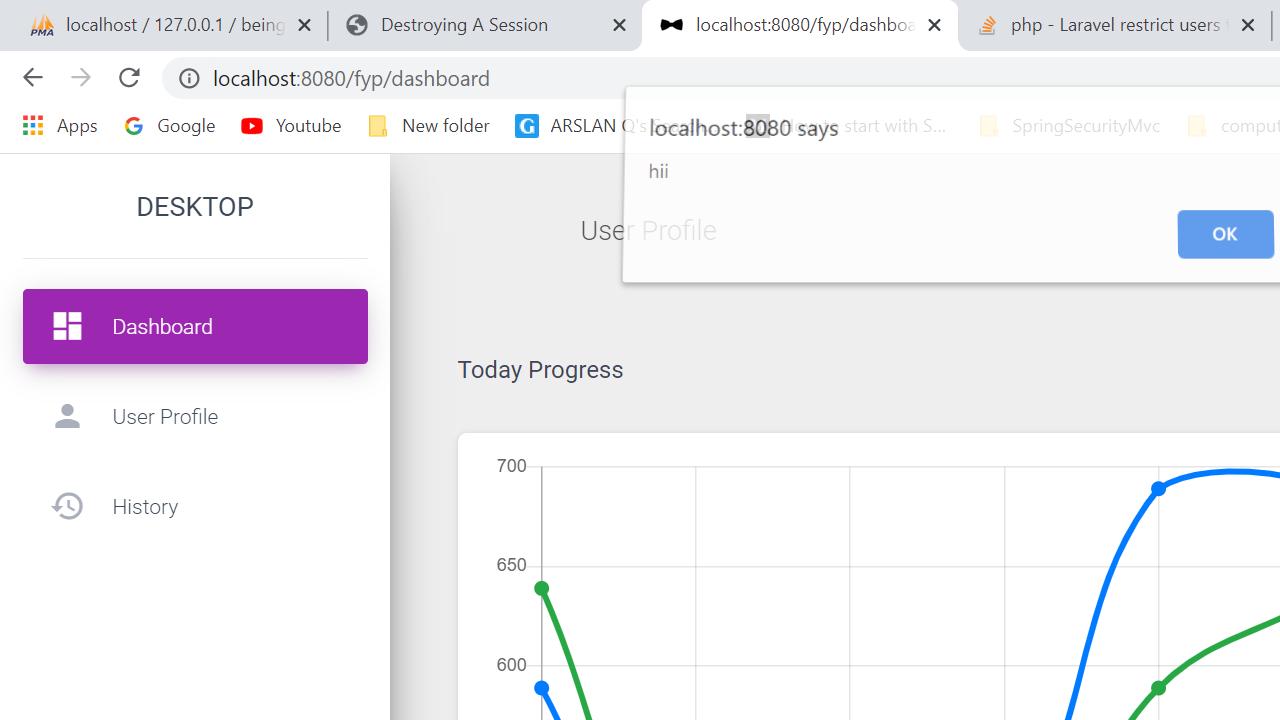 PMA localhost / 127.0.0.1 / being
Destroying A Session
localhost:8080/fyp/dashboa
php - Laravel restrict users
localhost:8080/fyp/dashboard
Apps
Google
Youtube
New folder
G ARSLAN Q's
to start with S...
SpringSecurityMvc
comput
localhost:8080 says
hii
OK
DESKTOP
User Profile
Dashboard
User Profile
History
Today Progress
700
650
600